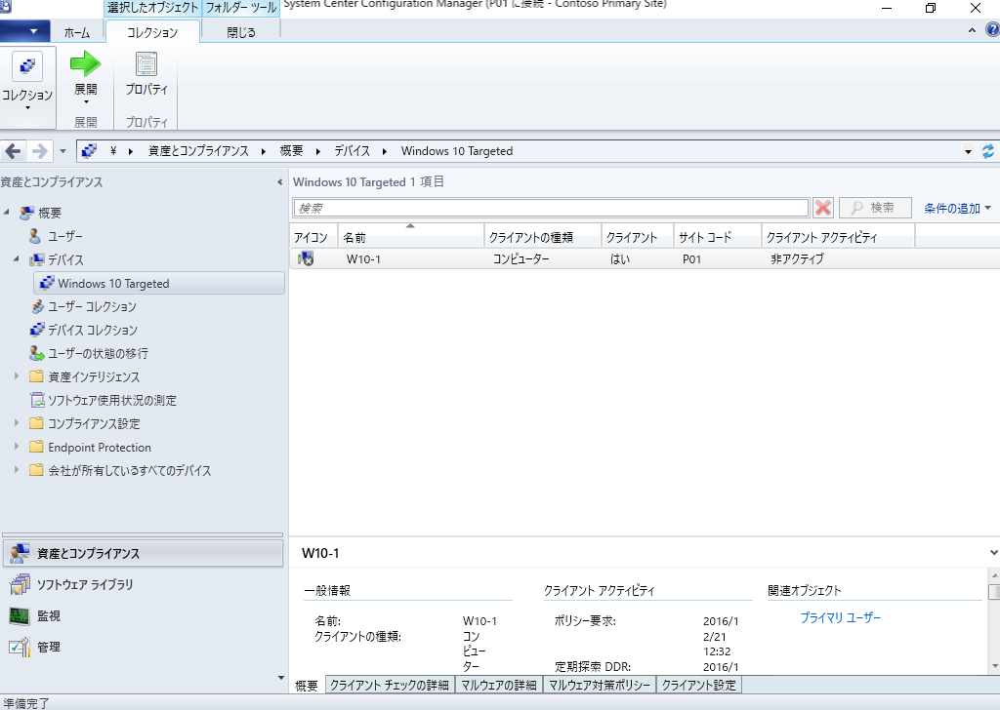 選択したオブジェクト フォルダー ツール System Center Configuration Manager (P01 に接続 - Contoso Primary Site)
ホーム コレクション 閉じる
コレクション 展開 プロパティ
展開 プロパティ
¥ 資産とコンプライアンス 概要 デバイス Windows 10 Targeted
資産とコンプライアンス
概要
ユーザー
デバイス
Windows 10 Targeted
ユーザー コレクション
デバイス コレクション
ユーザーの状態の移行
資産インテリジェンス
ソフトウェア使用状況の測定
コンプライアンス設定
Endpoint Protection
会社が所有しているすべてのデバイス
資産とコンプライアンス
ソフトウェア ライブラリ
監視
管理
Windows 10 Targeted 1 項目
検索 検索 条件の追加
アイコン 名前 クライアントの種類 クライアント サイト コード クライアント アクティビティ
W10-1 コンピューター はい P01 非アクティブ
W10-1
一般情報 クライアント アクティビティ 関連オブジェクト
名前: W10-1 ポリシー要求: 2016/1 プライマリ ユーザー
クライアントの種類: コン 2/21
ピュー 12:32
ター 定期探索 DDR: 2016/1
概要 クライアント チェックの詳細 マルウェアの詳細 マルウェア対策ポリシー クライアント設定
準備完了